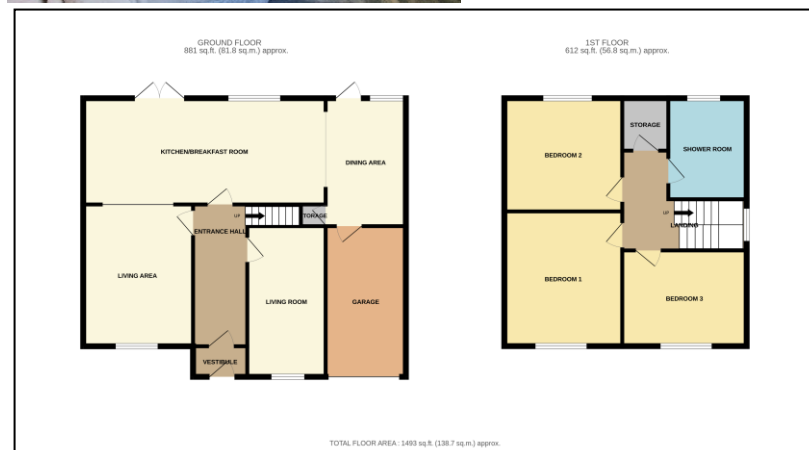 GROUND FLOOR
881 sq.ft. (81.8 sq.m.) approx.
KITCHEN/BREAKFAST ROOM
DINING AREA
UP
TORAGE
ENTRANCE HALL
LIVING AREA
LIVING ROOM
GARAGE
VESTIBULE
1ST FLOOR
612 sq.ft. (56.8 sq.m.) approx.
STORAGE
BEDROOM 2
SHOWER ROOM
UP
LANDING
BEDROOM 1
BEDROOM 3
TOTAL FLOOR AREA : 1493 sq.ft. (138.7 sq.m.) approx.